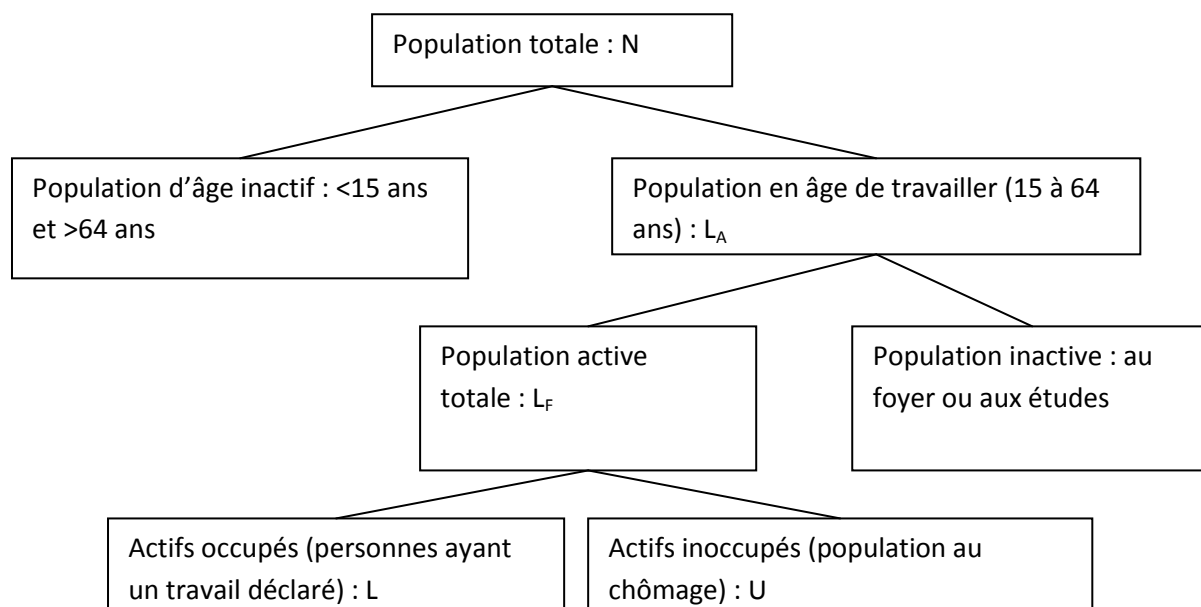 Population totale : N
Population d’âge inactif : <15 ans
et >64 ans
Population en âge de travailler (15 à 64
ans) : LA
Population active
totale : LF
Population inactive : au
foyer ou aux études
Actifs occupés (personnes ayant
un travail déclaré) : L
Actifs inoccupés (population au
chômage) : U